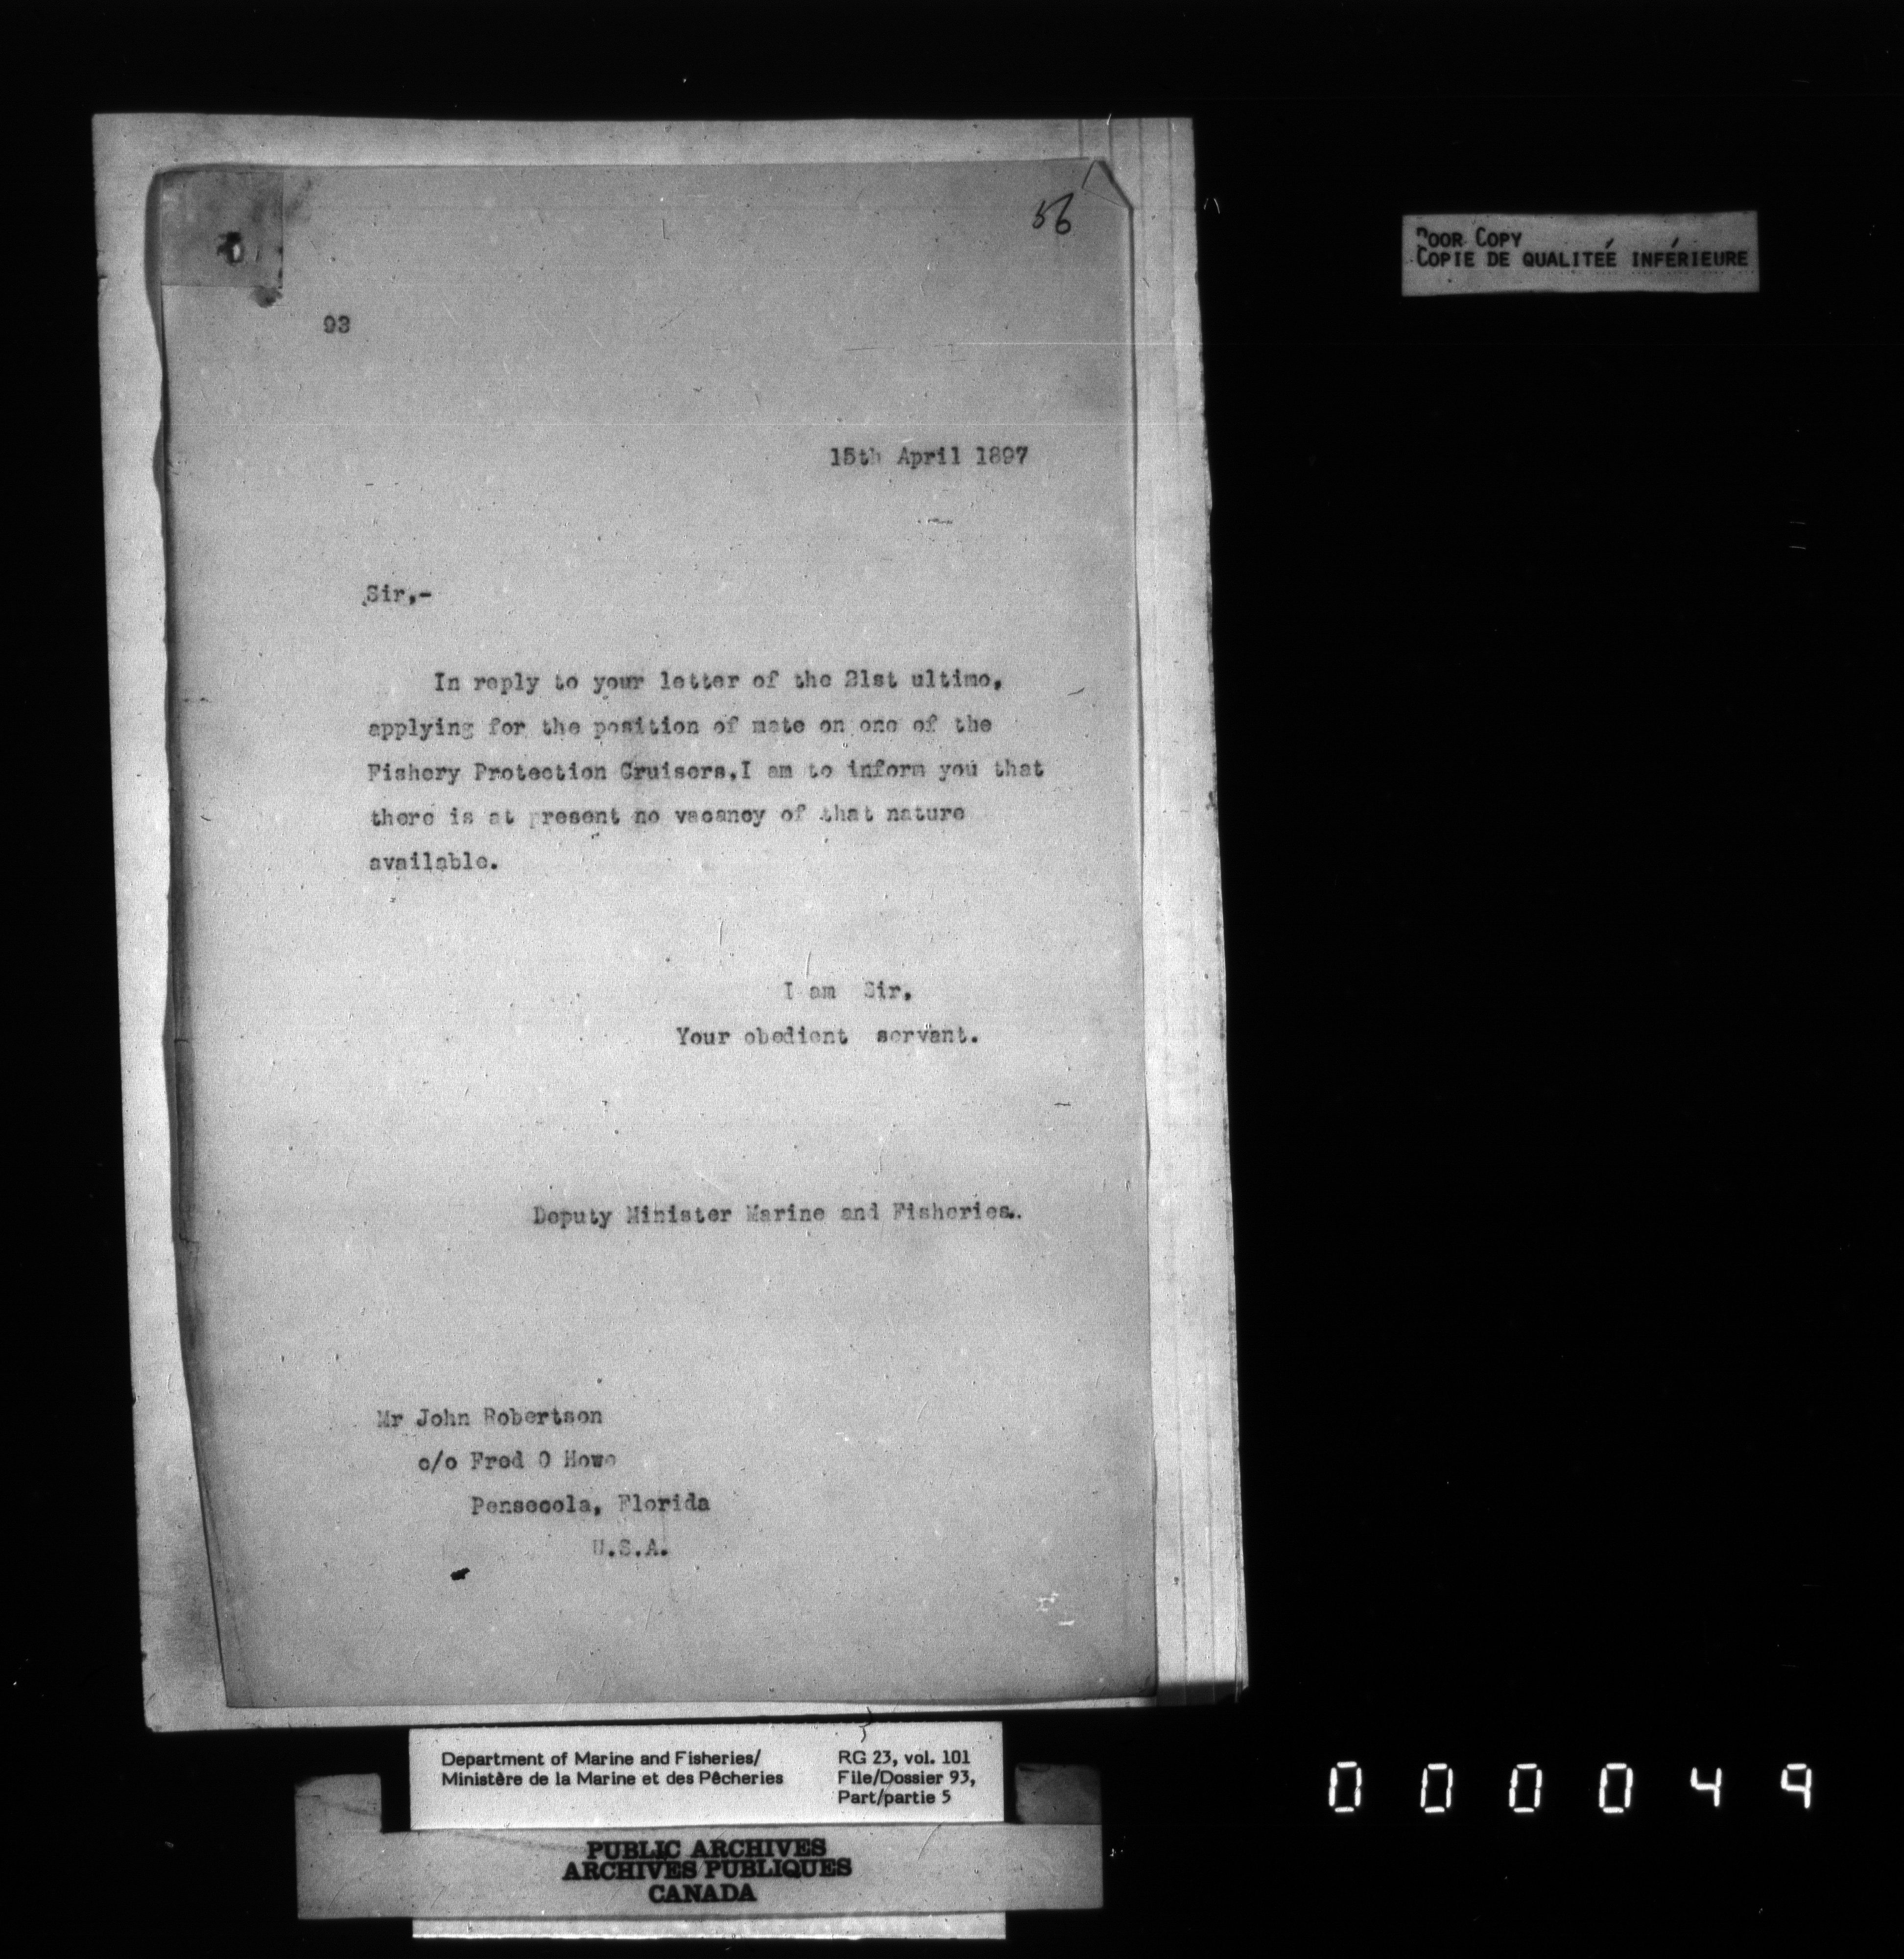 56
93
15th April 1897
Sir,-
In reply to your letter of the 21st ultimo,
applying for the position of mate on one of the
Fishery Protection Cruisers, I am to inform you that
there is at present no vacancy of that nature
available.
I am Sir,
Your obedient servant.
Deputy Minister Marine and Fisheries.
Mr John Robertson
c/o Fred O Howe
Pensecola, Florida
U.S.A.
POOR COPY
COPIE DE QUALITEÉ INFÉRIEURE
Department of Marine and Fisheries/
Ministère de la Marine et des Pêcheries
RG 23, vol. 101
File/Dossier 93,
Part/partie 5
PUBLIC ARCHIVES
ARCHIVES PUBLIQUES
CANADA
000049